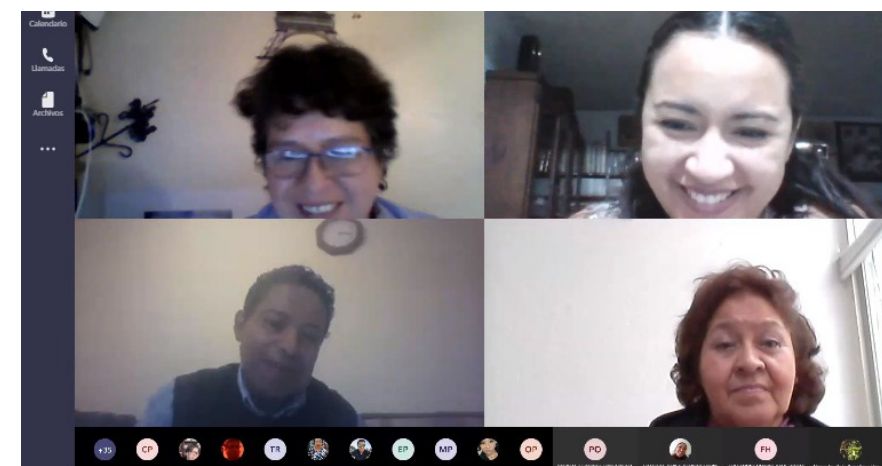 Calendario
Llamadas
Archivos
+35
CP
TR
EP
MP
OP
PO
FH